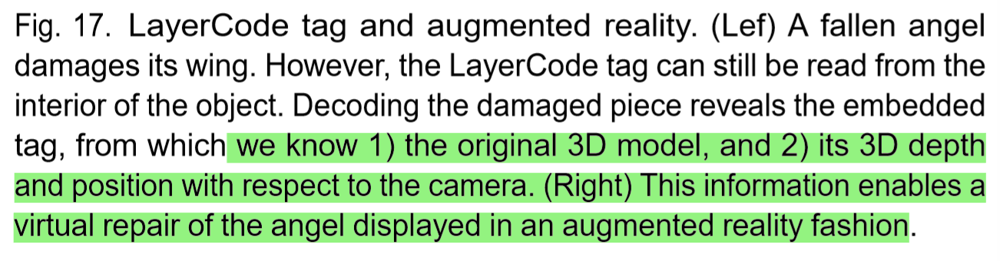 Fig. 17. LayerCode tag and augmented reality. (Lef) A fallen angel
damages its wing. However, the LayerCode tag can still be read from the
interior of the object. Decoding the damaged piece reveals the embedded
tag, from which we know 1) the original 3D model, and 2) its 3D depth
and position with respect to the camera. (Right) This information enables a
virtual repair of the angel displayed in an augmented reality fashion.